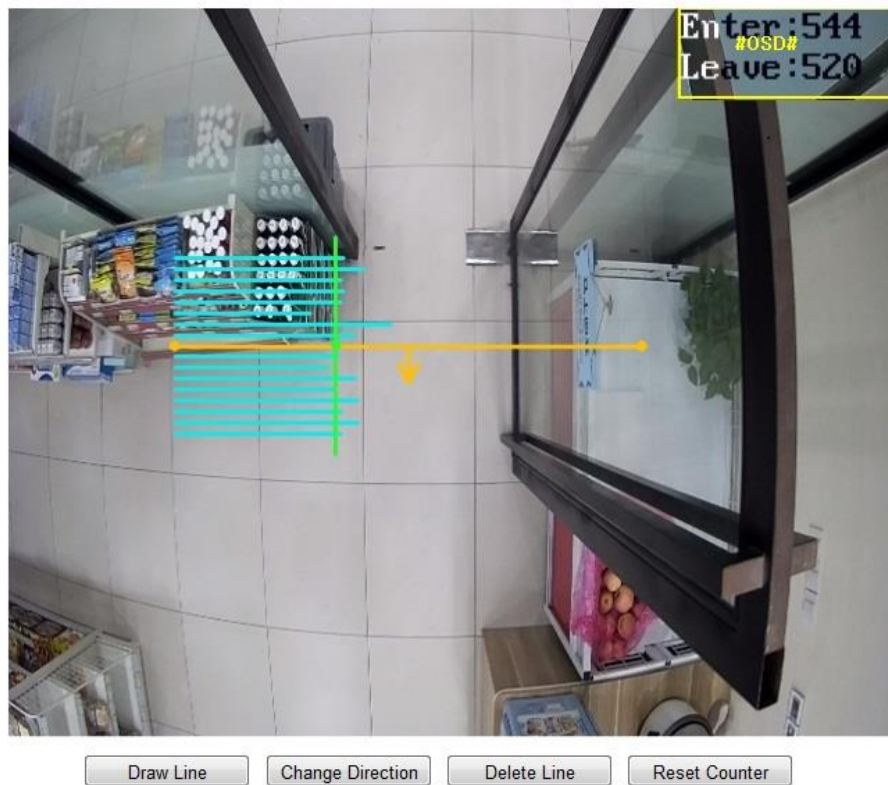 Enter:544
#OSD#
Leave:520
Draw Line
Change Direction
Delete Line
Reset Counter